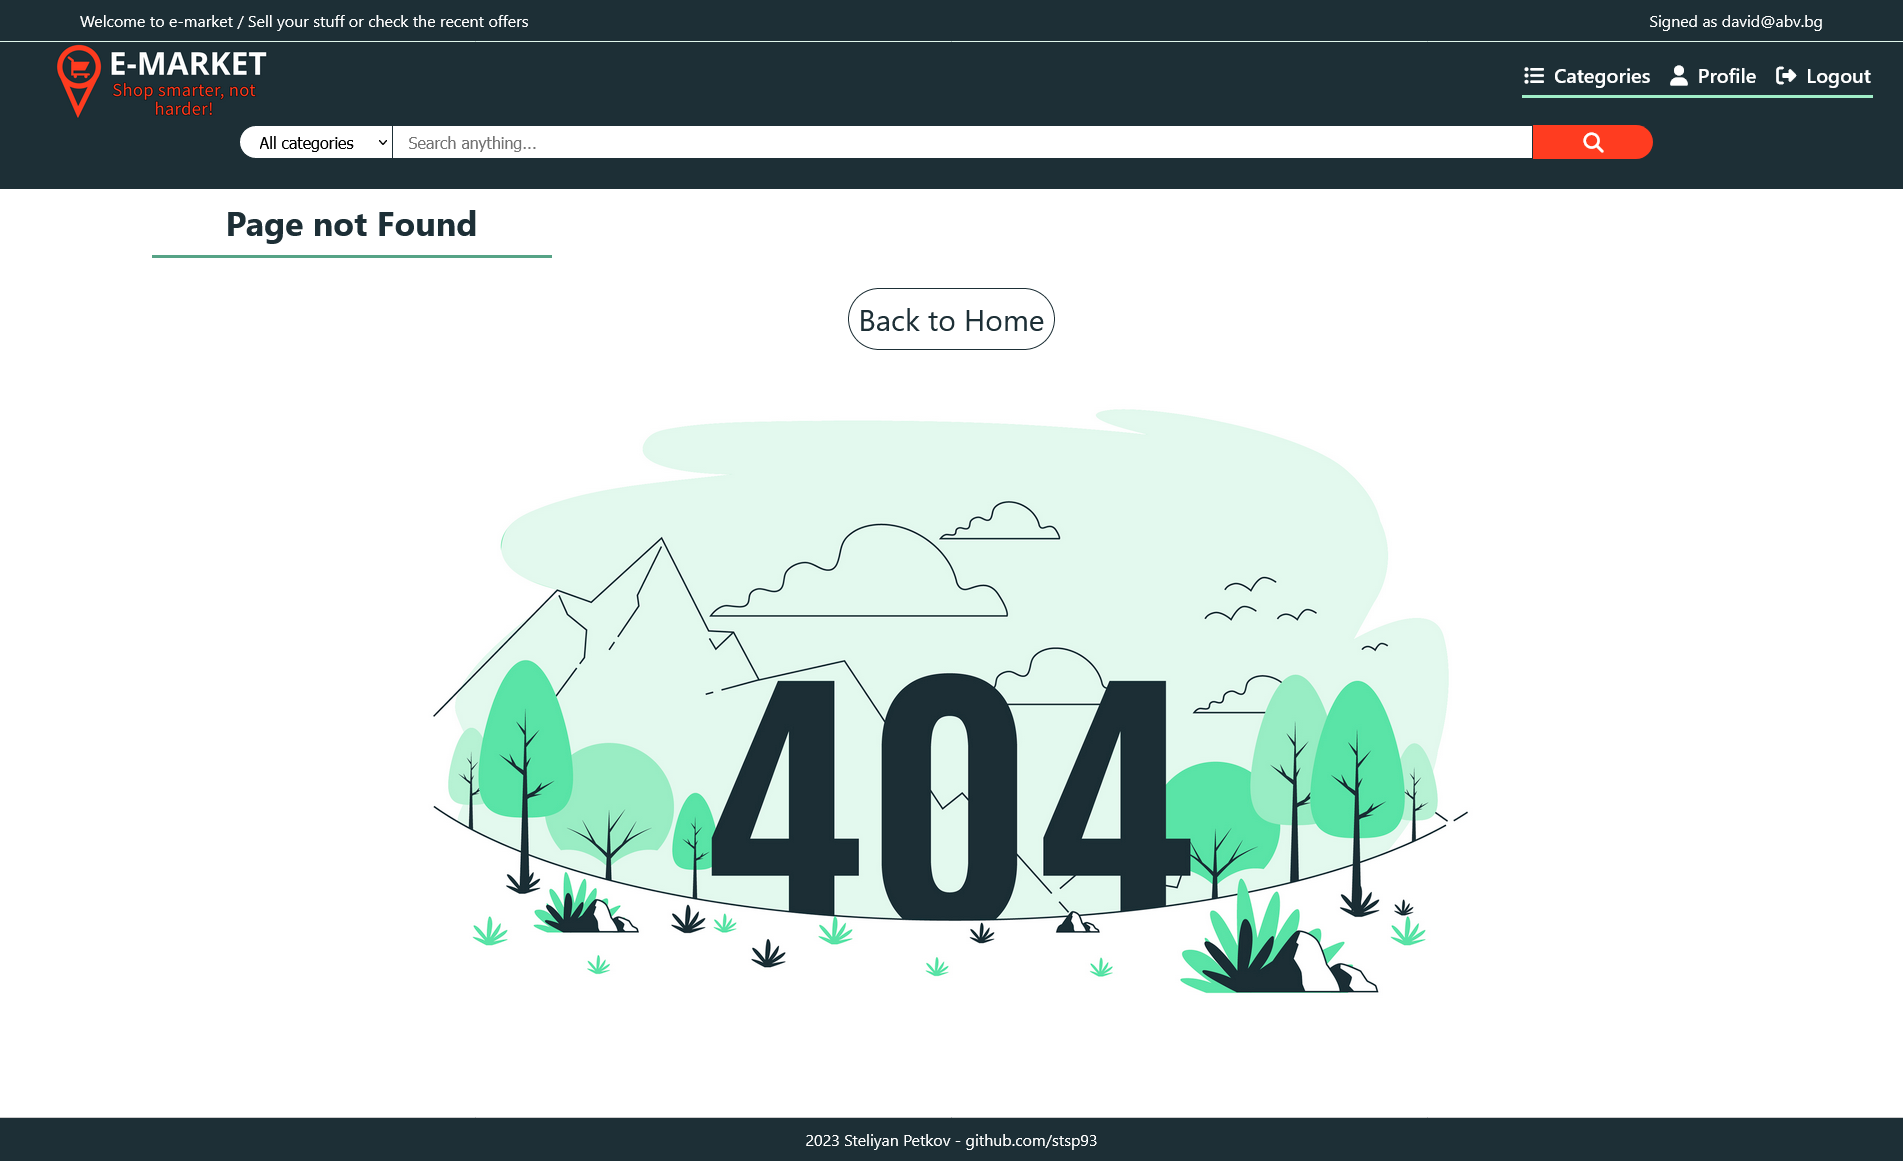 Welcome to e-market / Sell your stuff or check the recent offers
Signed as david@abv.bg
E-MARKET
Shop smarter, not
harder!
Categories
Profile
Logout
All categories
Search anything...
Page not Found
Back to Home
404
2023 Steliyan Petkov - github.com/stsp93